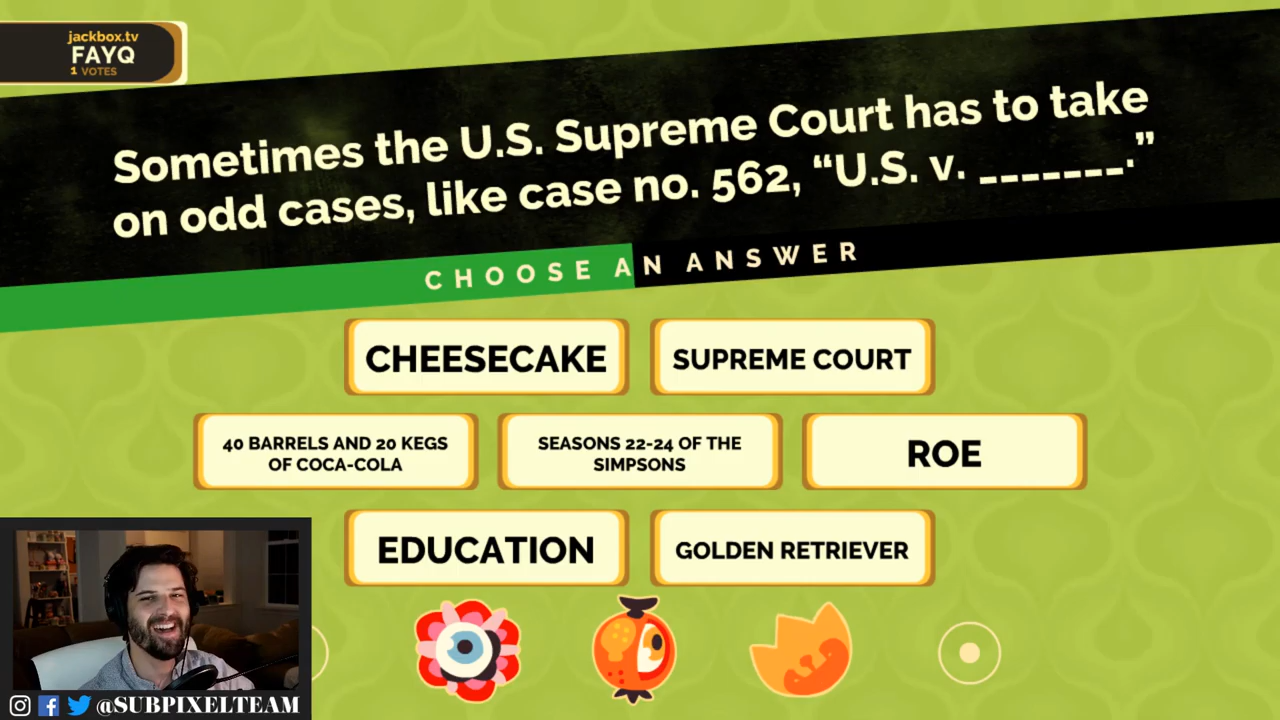 jackbox.tv
FAYQ
1 VOTES
Sometimes the U.S. Supreme Court has to take
on odd cases, like case no. 562, “U.S. v. _______.”
CHOOSE AN ANSWER
CHEESECAKE
SUPREME COURT
40 BARRELS AND 20 KEGS
OF COCA-COLA
SEASONS 22-24 OF THE
SIMPSONS
ROE
EDUCATION
GOLDEN RETRIEVER
@SUBPIXELTEAM